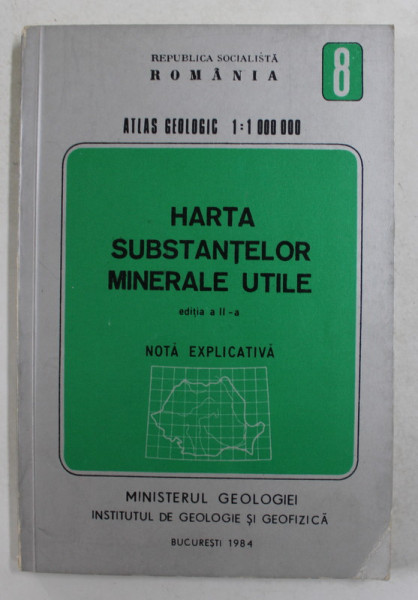 REPUBLICA SOCIALISTĂ
ROMÂNIA
8
ATLAS GEOLOGIC 1:1 000 000
HARTA
SUBSTANȚELOR
MINERALE UTILE
ediția a II-a
NOTĂ EXPLICATIVĂ
MINISTERUL GEOLOGIEI
INSTITUTUL DE GEOLOGIE ȘI GEOFIZICĂ
BUCUREȘTI 1984